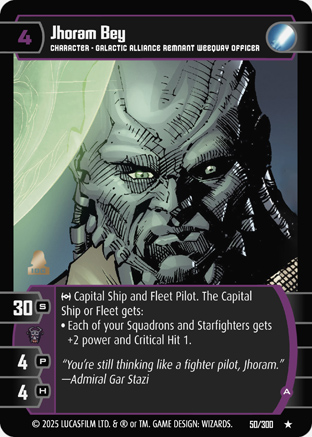 4
Jhoram Bey
CHARACTER • GALACTIC ALLIANCE REMNANT WEEQUAY OFFICER
30 S
Capital Ship and Fleet Pilot. The Capital
Ship or Fleet gets:
• Each of your Squadrons and Starfighters gets
+2 power and Critical Hit 1.
4 P
“You’re still thinking like a fighter pilot, Jhoram.”
—Admiral Gar Stazi
4 H
A
© 2025 LUCASFILM LTD. & ® OR TM. GAME DESIGN: WIZARDS. 50/300 ★